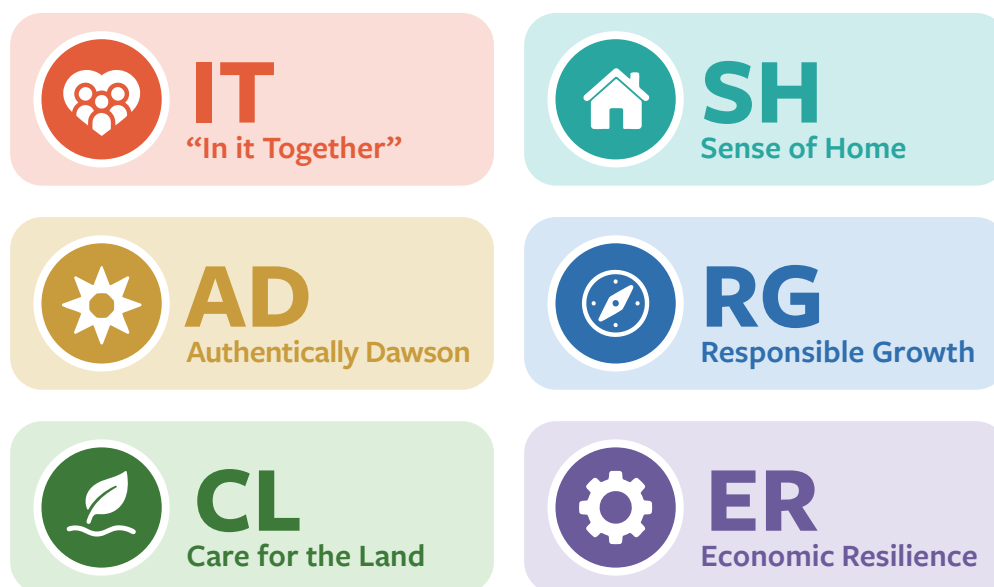 IT
“In it Together”
SH
Sense of Home
AD
Authentically Dawson
RG
Responsible Growth
CL
Care for the Land
ER
Economic Resilience